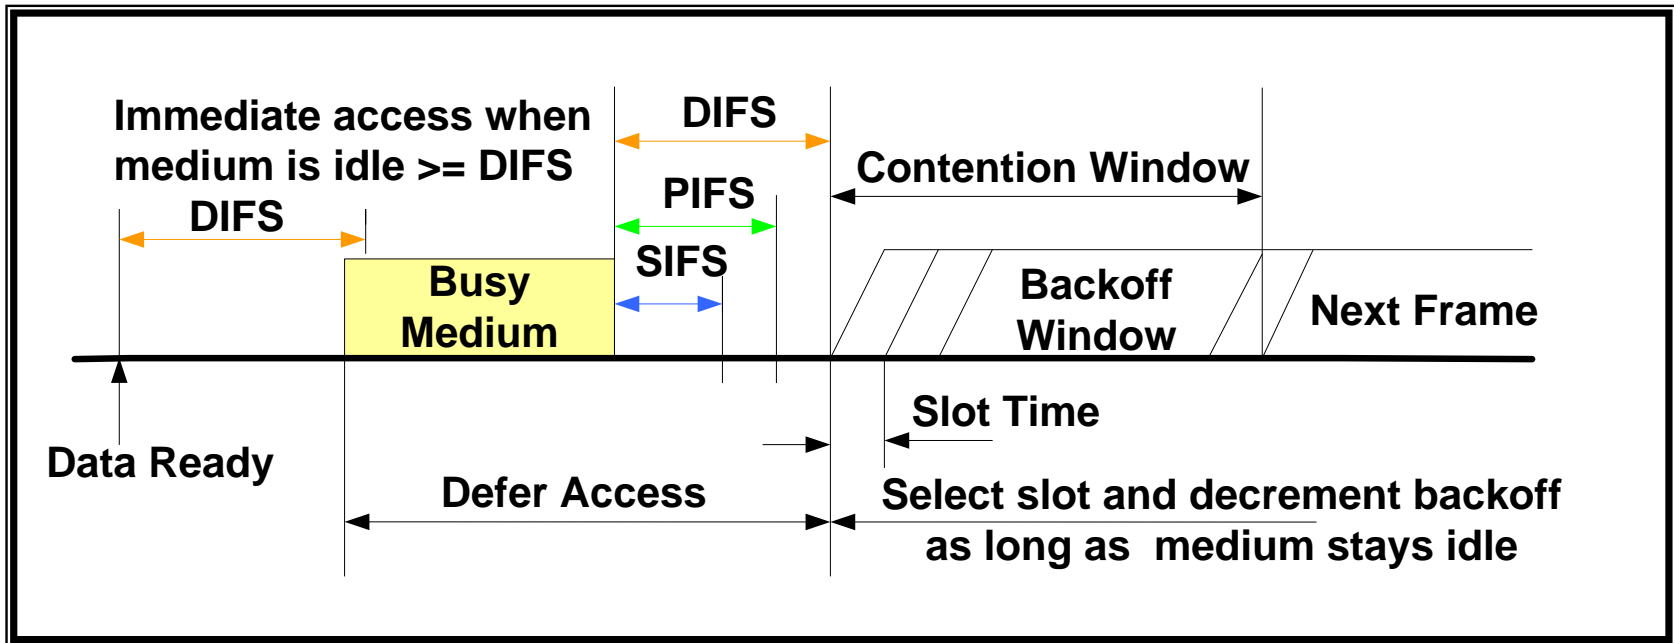 Immediate access when
medium is idle >= DIFS
DIFS
DIFS
PIFS
SIFS
Contention Window
Busy
Medium
Backoff
Window
Next Frame
Data Ready
Slot Time
Defer Access
Select slot and decrement backoff
as long as medium stays idle